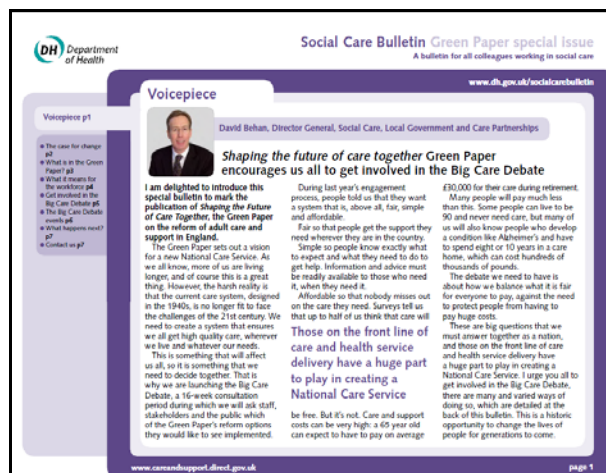 DH Department
of Health
Social Care Bulletin Green Paper special issue
A bulletin for all colleagues working in social care
www.dh.gov.uk/socialcarebulletin
Voicepiece p1
● The case for change
p2
● What is in the Green
Paper? p3
● What it means for
the workforce p4
● Get involved in the
Big Care Debate p5
● The Big Care Debate
events p6
● What happens next?
p7
● Contact us p7
Voicepiece
David Behan, Director General, Social Care, Local Government and Care Partnerships
Shaping the future of care together Green Paper
encourages us all to get involved in the Big Care Debate
I am delighted to introduce this
special bulletin to mark the
publication of Shaping the Future
of Care Together, the Green Paper
on the reform of adult care and
support in England.
The Green Paper sets out a vision
for a new National Care Service. As
we all know, more of us are living
longer, and of course this is a great
thing. However, the harsh reality is
that the current care system, designed
in the 1940s, is no longer fit to face
the challenges of the 21st century. We
need to create a system that ensures
we all get high quality care, wherever
we live and whatever our needs.
This is something that will affect
us all, so it is something that we
need to decide together. That is
why we are launching the Big Care
Debate, a 16-week consultation
period during which we will ask staff,
stakeholders and the public which
of the Green Paper's reform options
they would like to see implemented.
During last year's engagement
process, people told us that they want
a system that is, above all, fair, simple
and affordable.
Fair so that people get the support they
need wherever they are in the country.
Simple so people know exactly what
to expect and what they need to do to
get help. Information and advice must
be readily available to those who need
it, when they need it.
Affordable so that nobody misses out
on the care they need. Surveys tell us
that up to half of us think that care will
Those on the front line of
care and health service
delivery have a huge part
to play in creating a
National Care Service
be free. But it's not. Care and support
costs can be very high: a 65 year old
can expect to have to pay on average
£30,000 for their care during retirement.
Many people will pay much less
than this. Some people can live to be
90 and never need care, but many of
us will also know people who develop
a condition like Alzheimer's and have
to spend eight or 10 years in a care
home, which can cost hundreds of
thousands of pounds.
The debate we need to have is
about how we balance what it is fair
for everyone to pay, against the need
to protect people from having to
pay huge costs.
These are big questions that we
must answer together as a nation,
and those on the front line of care
and health service delivery have
a huge part to play in creating a
National Care Service. I urge you all to
get involved in the Big Care Debate,
there are many and varied ways of
doing so, which are detailed at the
back of this bulletin. This is a historic
opportunity to change the lives of
people for generations to come.
www.careandsupport.direct.gov.uk
page 1